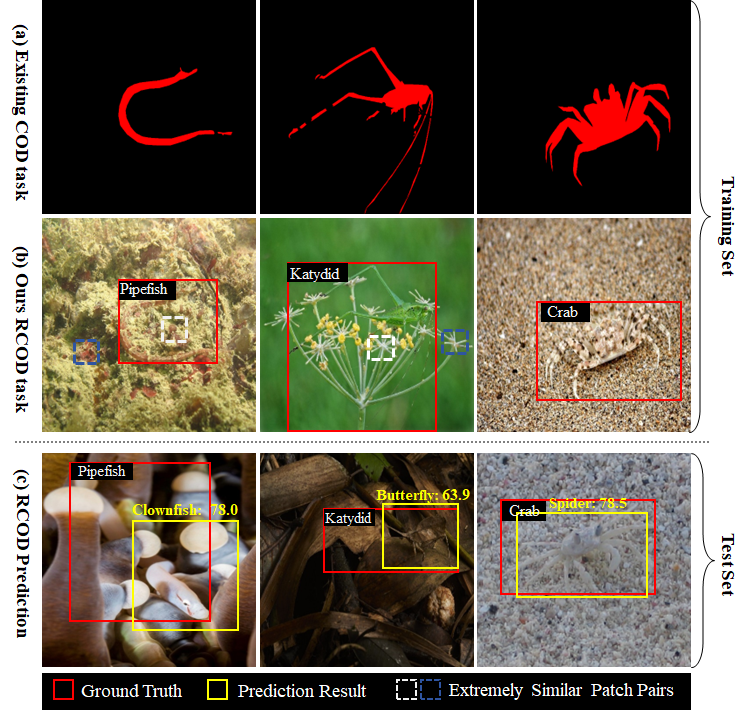 (a) Existing COD task
Training Set
(b) Ours RCOD task
Pipefish
Katydid
Crab
(c) RCOD Prediction
Test Set
Pipefish
Clownfish: 78.0
Katydid
Butterfly: 63.9
Crab
Spider: 78.5
Ground Truth
Prediction Result
Extremely Similar Patch Pairs